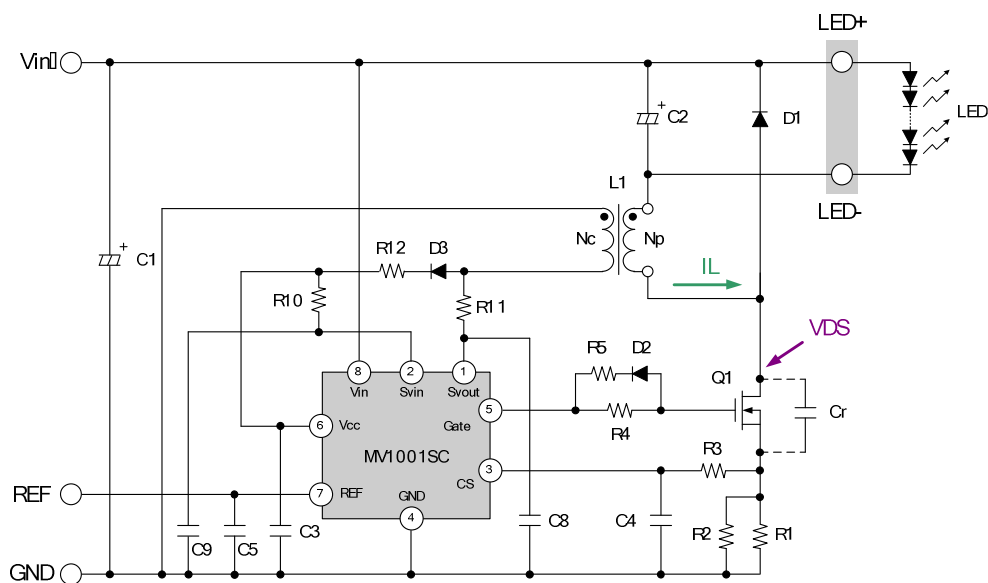 LED+
Vin▯
C2
D1
LED
L1
LED-
C1
Nc
Np
R12
D3
IL
R10
R11
VDS
R5
D2
Q1
8
2
1
Vin
Svin
Svout
5
Gate
R4
Cr
6
Vcc
MV1001SC
R3
3
CS
REF
7
REF
GND
4
C9
C5
C3
C8
C4
R2
R1
GND